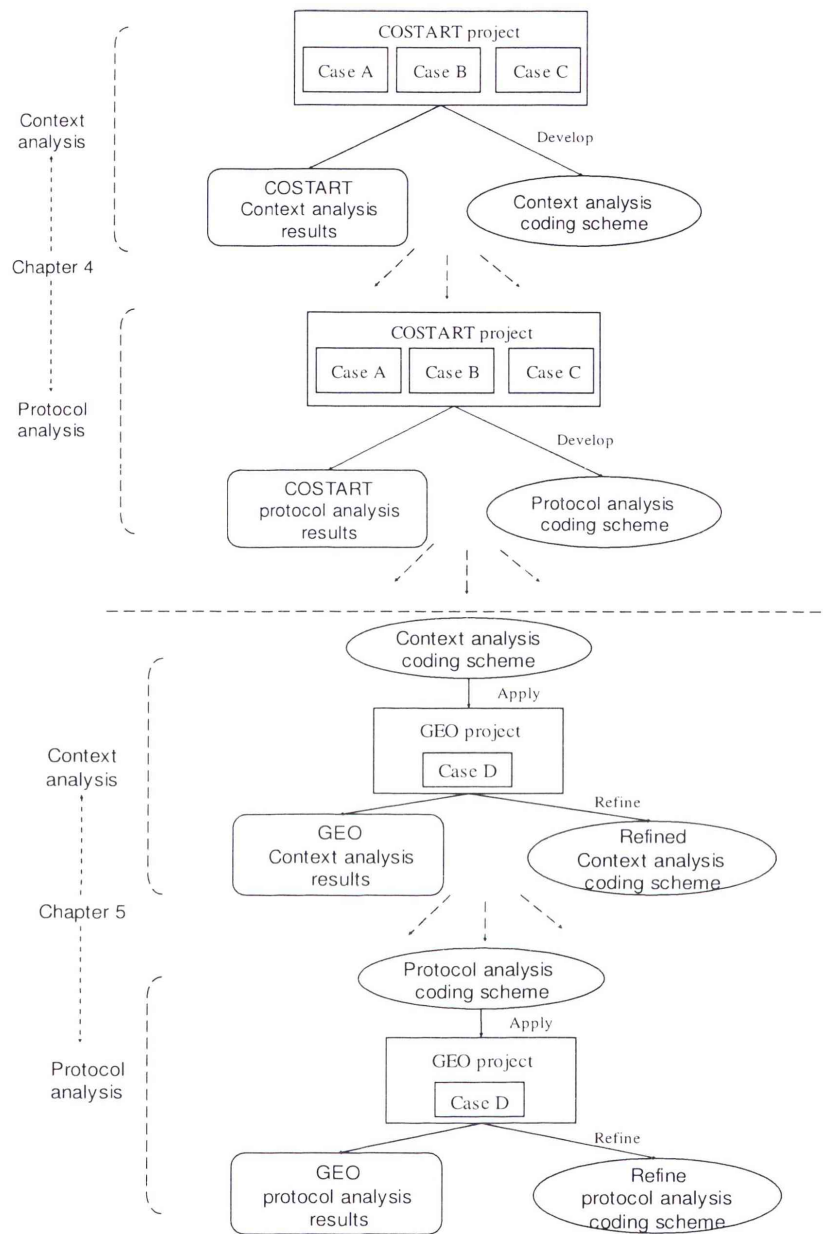 COSTART project
Case A
Case B
Case C
Context
analysis
Develop
COSTART
Context analysis
results
Context analysis
coding scheme
Chapter 4
COSTART project
Case A
Case B
Case C
Protocol
analysis
Develop
COSTART
protocol analysis
results
Protocol analysis
coding scheme
Context analysis
coding scheme
Apply
GEO project
Case D
Context
analysis
Refine
GEO
Context analysis
results
Refined
Context analysis
coding scheme
Chapter 5
Protocol analysis
coding scheme
Apply
GEO project
Case D
Protocol
analysis
Refine
GEO
protocol analysis
results
Refine
protocol analysis
coding scheme